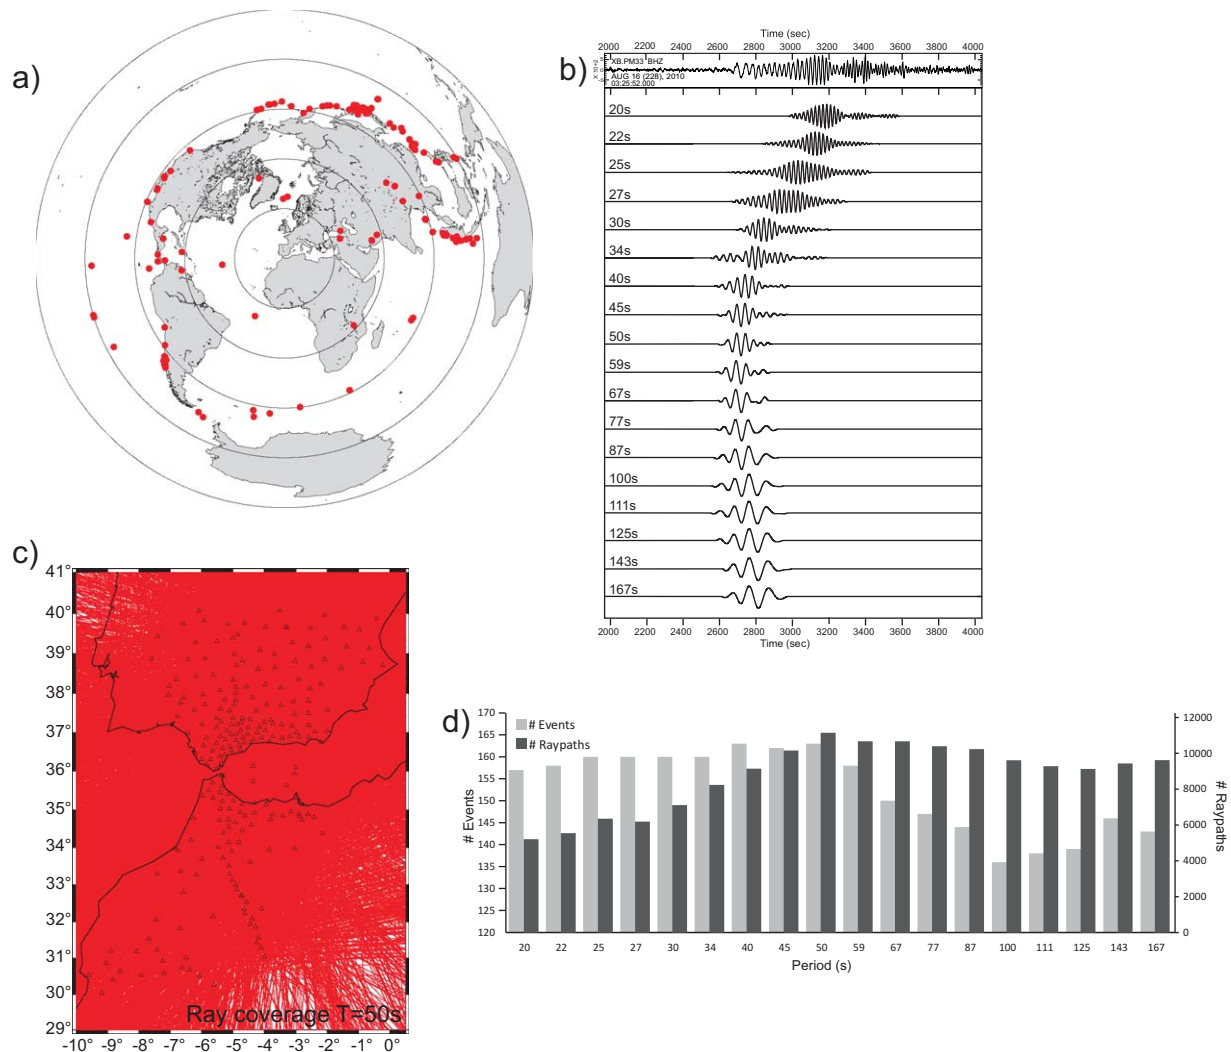 a)
b)
Time (sec)
2000 2200 2400 2600 2800 3000 3200 3400 3600 3800 4000
XB.PM33 BHZ
AUG 16 (228), 2010
03:25:52.000
20s
22s
25s
27s
30s
34s
40s
45s
50s
59s
67s
77s
87s
100s
111s
125s
143s
167s
2000 2200 2400 2600 2800 3000 3200 3400 3600 3800 4000
Time (sec)
c)
41°
40°
39°
38°
37°
36°
35°
34°
33°
32°
31°
30°
29°
Ray coverage T=50s
-10° -9° -8° -7° -6° -5° -4° -3° -2° -1° 0°
d)
# Events
# Raypaths
170
165
160
155
150
145
140
135
130
125
120
# Events
12000
10000
8000
6000
4000
2000
0
# Raypaths
20 22 25 27 30 34 40 45 50 59 67 77 87 100 111 125 143 167
Period (s)